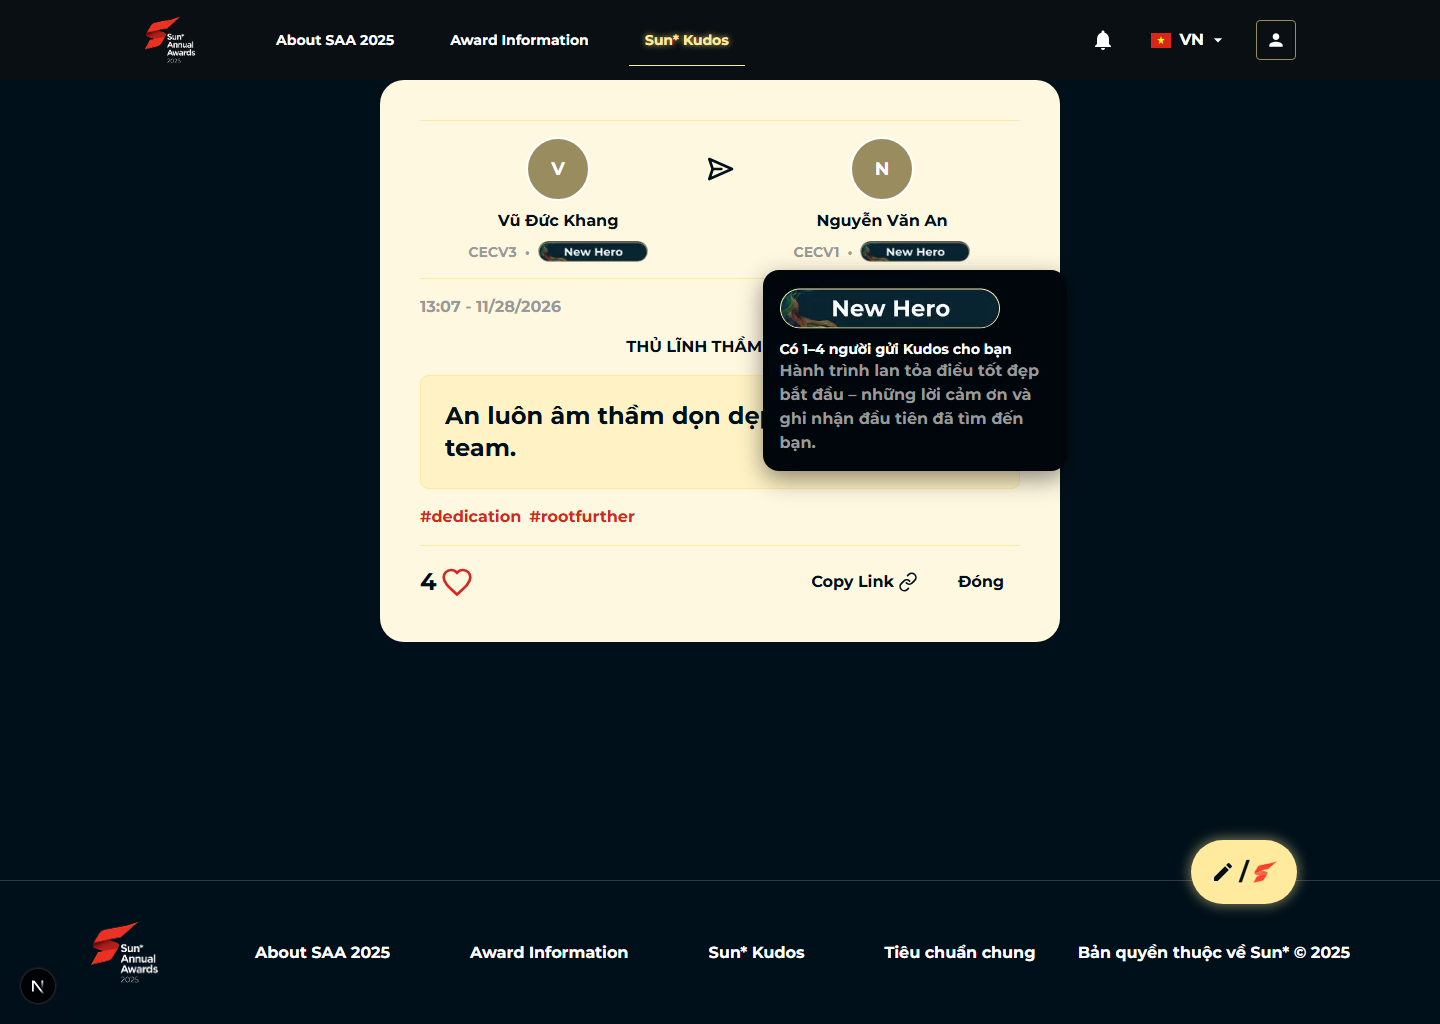 Sun*
Annual
Awards
2025
About SAA 2025
Award Information
Sun* Kudos
VN
V
N
Vũ Đức Khang
Nguyễn Văn An
CECV3 • New Hero
CECV1 • New Hero
13:07 - 11/28/2026
New Hero
THỦ LĨNH THẦM
Có 1–4 người gửi Kudos cho bạn
Hành trình lan tỏa điều tốt đẹp
bắt đầu – những lời cảm ơn và
ghi nhận đầu tiên đã tìm đến
bạn.
An luôn âm thầm dọn dẹp
team.
#dedication #rootfurther
4
Copy Link
Đóng
/
Sun*
Annual
Awards
2025
About SAA 2025
Award Information
Sun* Kudos
Tiêu chuẩn chung
Bản quyền thuộc về Sun* © 2025
N